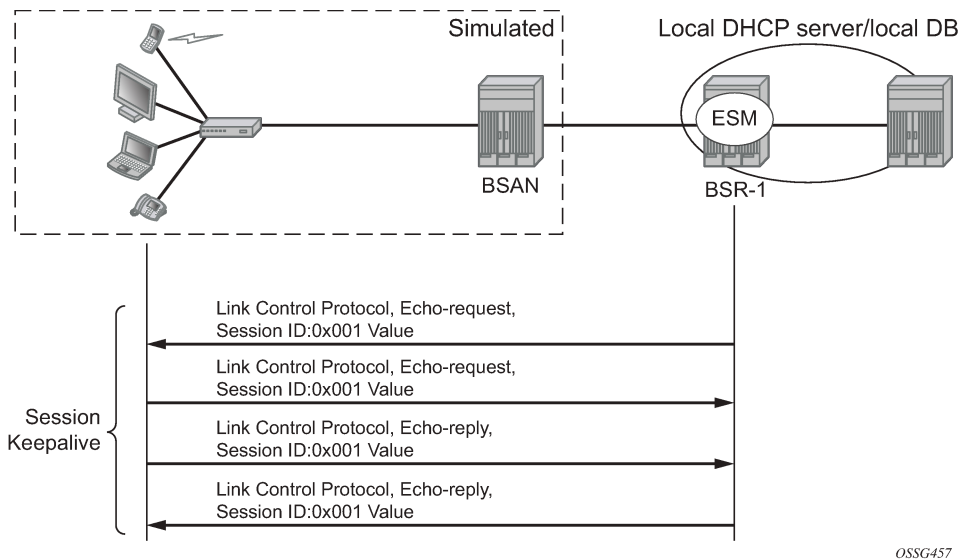 Simulated
Local DHCP server/local DB
ESM
BSAN
BSR-1
Link Control Protocol, Echo-request,
Session ID:0x001 Value
Link Control Protocol, Echo-request,
Session ID:0x001 Value
Session
Keepalive
Link Control Protocol, Echo-reply,
Session ID:0x001 Value
Link Control Protocol, Echo-reply,
Session ID:0x001 Value
OSSG457